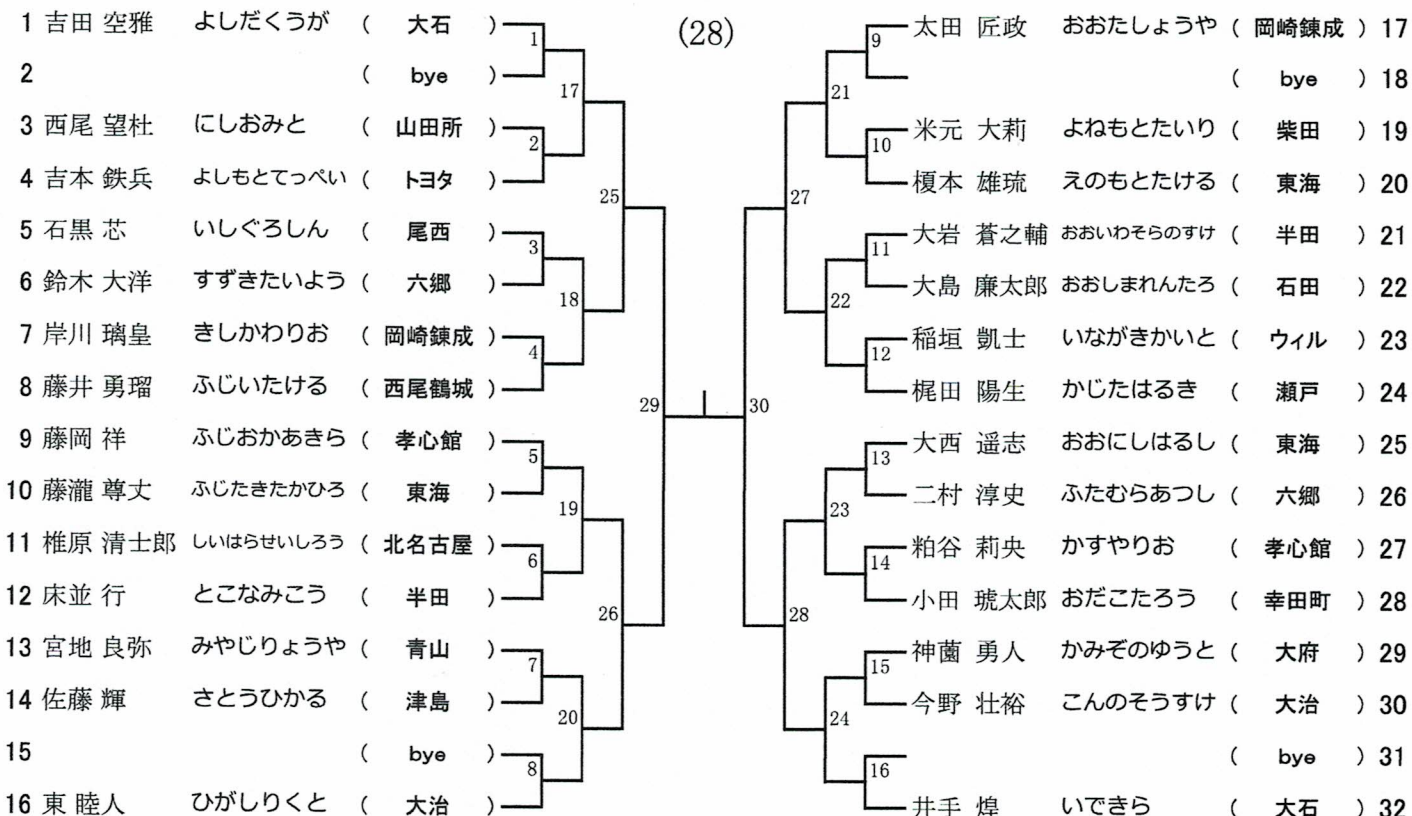 (28)
1 吉田 空雅 よしだくうが ( 大石 )
2 ( bye )
3 西尾 望杜 にしおみと ( 山田所 )
4 吉本 鉄兵 よしもとてっぺい ( トヨタ )
5 石黒 芯 いしぐろしん ( 尾西 )
6 鈴木 大洋 すずきたいよう ( 六郷 )
7 岸川 璃皇 きしかわりお ( 岡崎錬成 )
8 藤井 勇瑠 ふじいたける ( 西尾鶴城 )
9 藤岡 祥 ふじおかあきら ( 孝心館 )
10 藤瀧 尊丈 ふじたきたかひろ ( 東海 )
11 椎原 清士郎 しいはらせいしろう ( 北名古屋 )
12 床並 行 とこなみこう ( 半田 )
13 宮地 良弥 みやじりょうや ( 青山 )
14 佐藤 輝 さとうひかる ( 津島 )
15 ( bye )
16 東 睦人 ひがしりくと ( 大治 )
1
2
3
4
5
6
7
8
17
18
19
20
25
26
29
30
27
28
21
22
23
24
9
10
11
12
13
14
15
16
太田 匠政 おおたしょうや ( 岡崎錬成 ) 17
( bye ) 18
米元 大莉 よねもとたいり ( 柴田 ) 19
榎本 雄琉 えのもとたける ( 東海 ) 20
大岩 蒼之輔 おおいわそらのすけ ( 半田 ) 21
大島 廉太郎 おおしまれんたろ ( 石田 ) 22
稲垣 凱士 いながきかいと ( ウィル ) 23
梶田 陽生 かじたはるき ( 瀬戸 ) 24
大西 遥志 おおにしはるし ( 東海 ) 25
二村 淳史 ふたむらあつし ( 六郷 ) 26
粕谷 莉央 かすやりお ( 孝心館 ) 27
小田 琥太郎 おだこたろう ( 幸田町 ) 28
神薗 勇人 かみぞのゆうと ( 大府 ) 29
今野 壮裕 こんのそうすけ ( 大治 ) 30
( bye ) 31
井手 煌 いできら ( 大石 ) 32